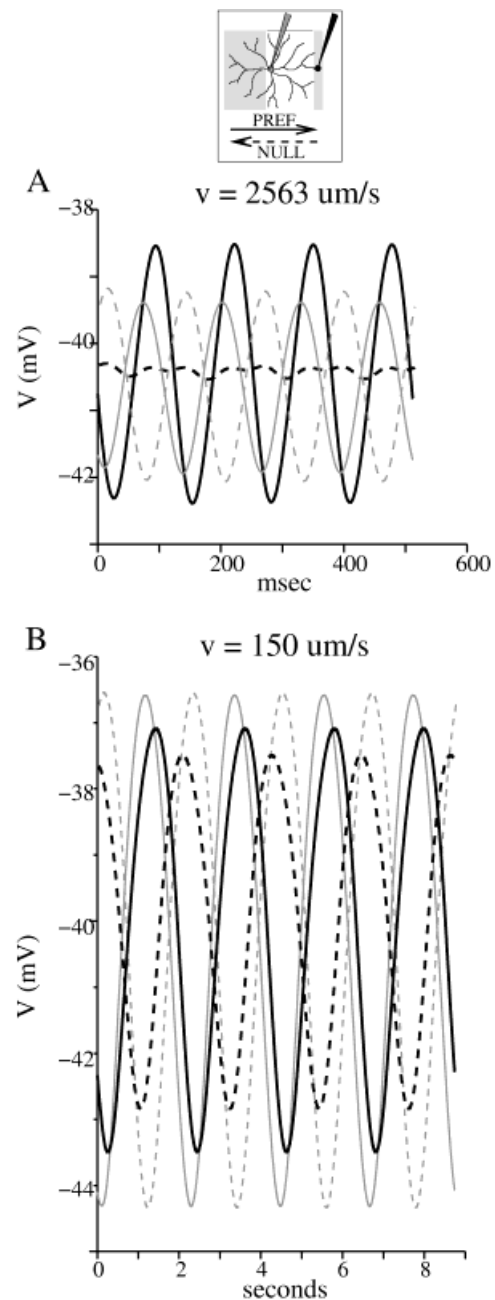 PREF
NULL
A
v = 2563 um/s
−38
−40
−42
V (mV)
0
200
400
600
msec
B
v = 150 um/s
−36
−38
−40
−42
−44
V (mV)
0
2
4
6
8
seconds